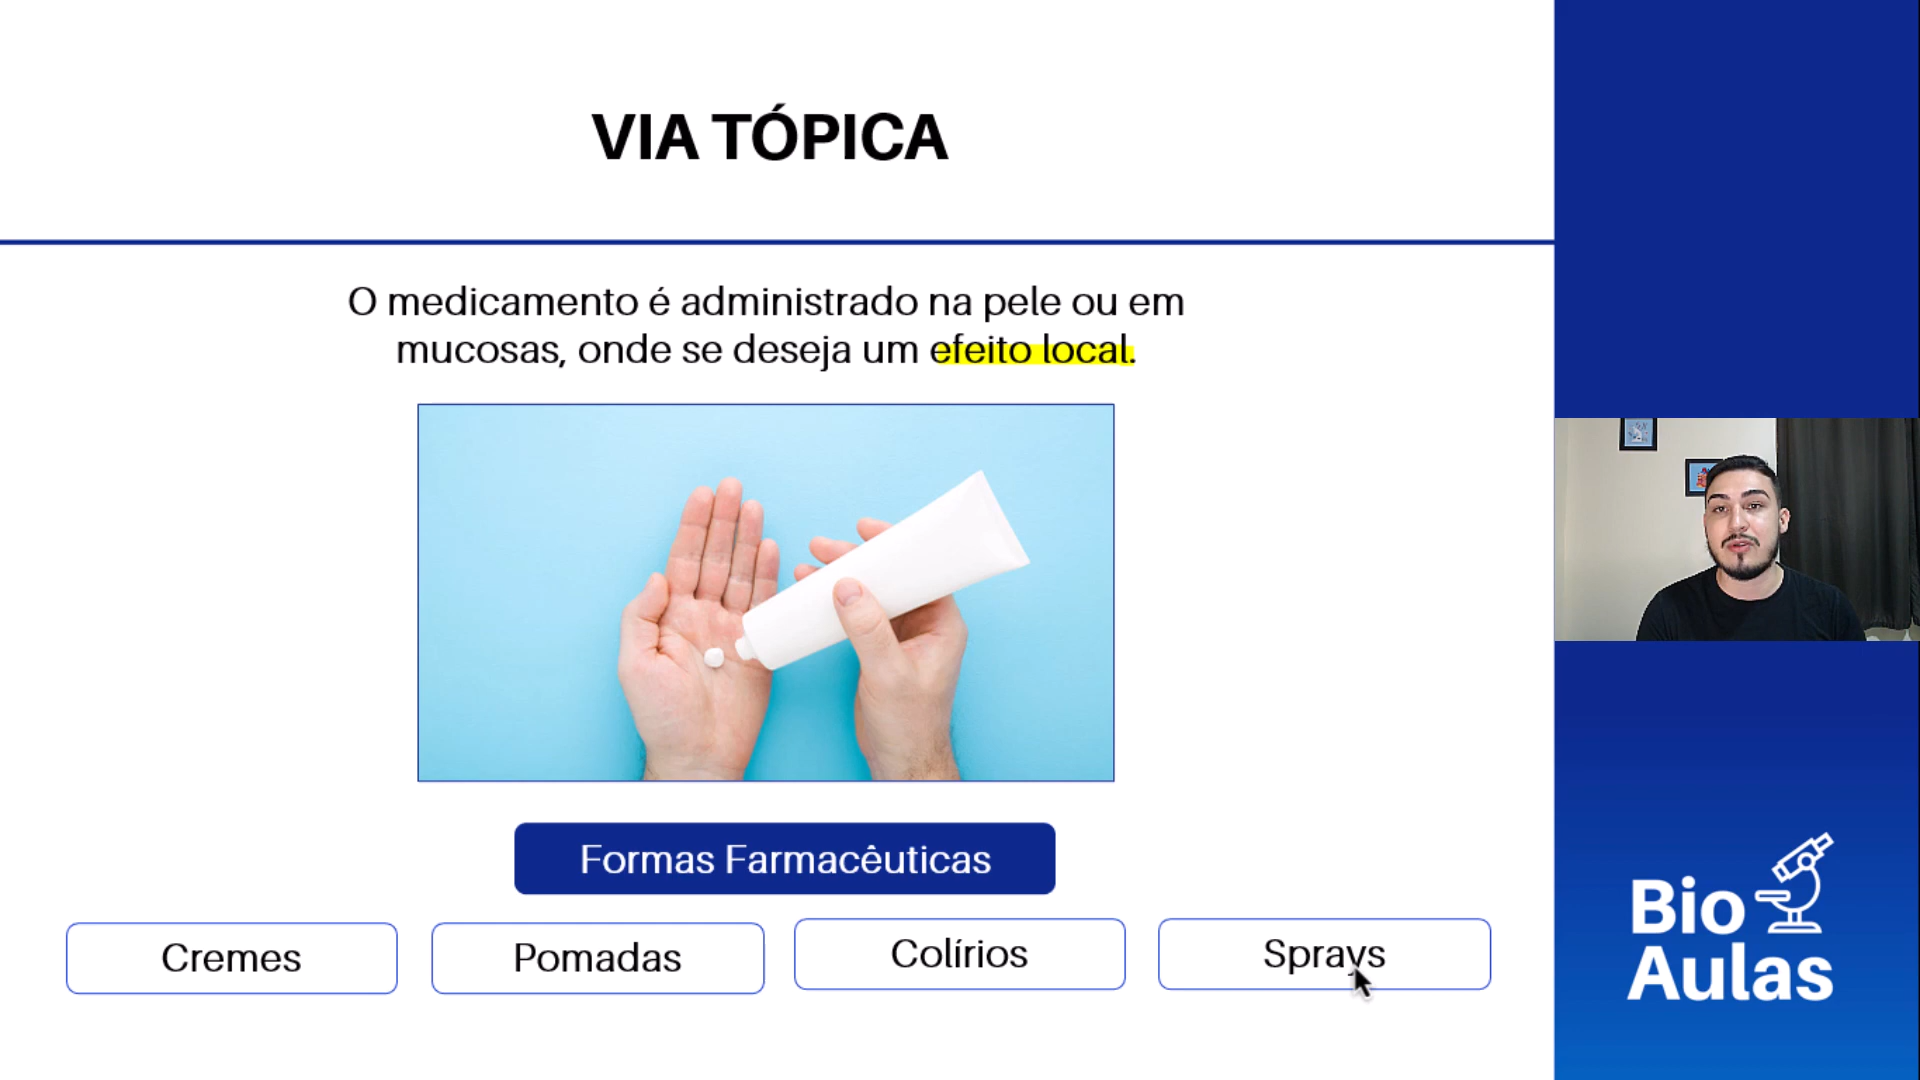 VIA TÓPICA
O medicamento é administrado na pele ou em
mucosas, onde se deseja um efeito local.
Formas Farmacêuticas
Cremes
Pomadas
Colírios
Sprays
Bio
Aulas